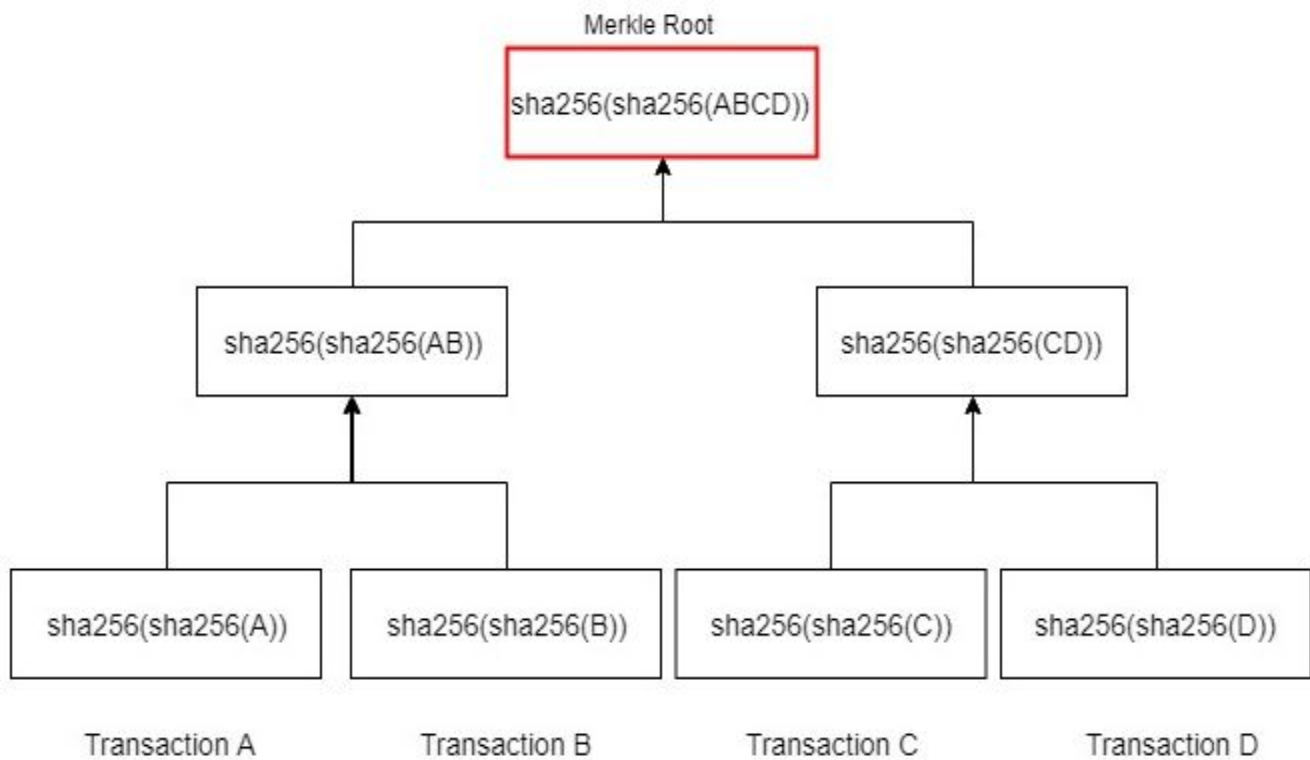 Merkle Root
sha256(sha256(ABCD))
sha256(sha256(AB))
sha256(sha256(CD))
sha256(sha256(A))
sha256(sha256(B))
sha256(sha256(C))
sha256(sha256(D))
Transaction A
Transaction B
Transaction C
Transaction D